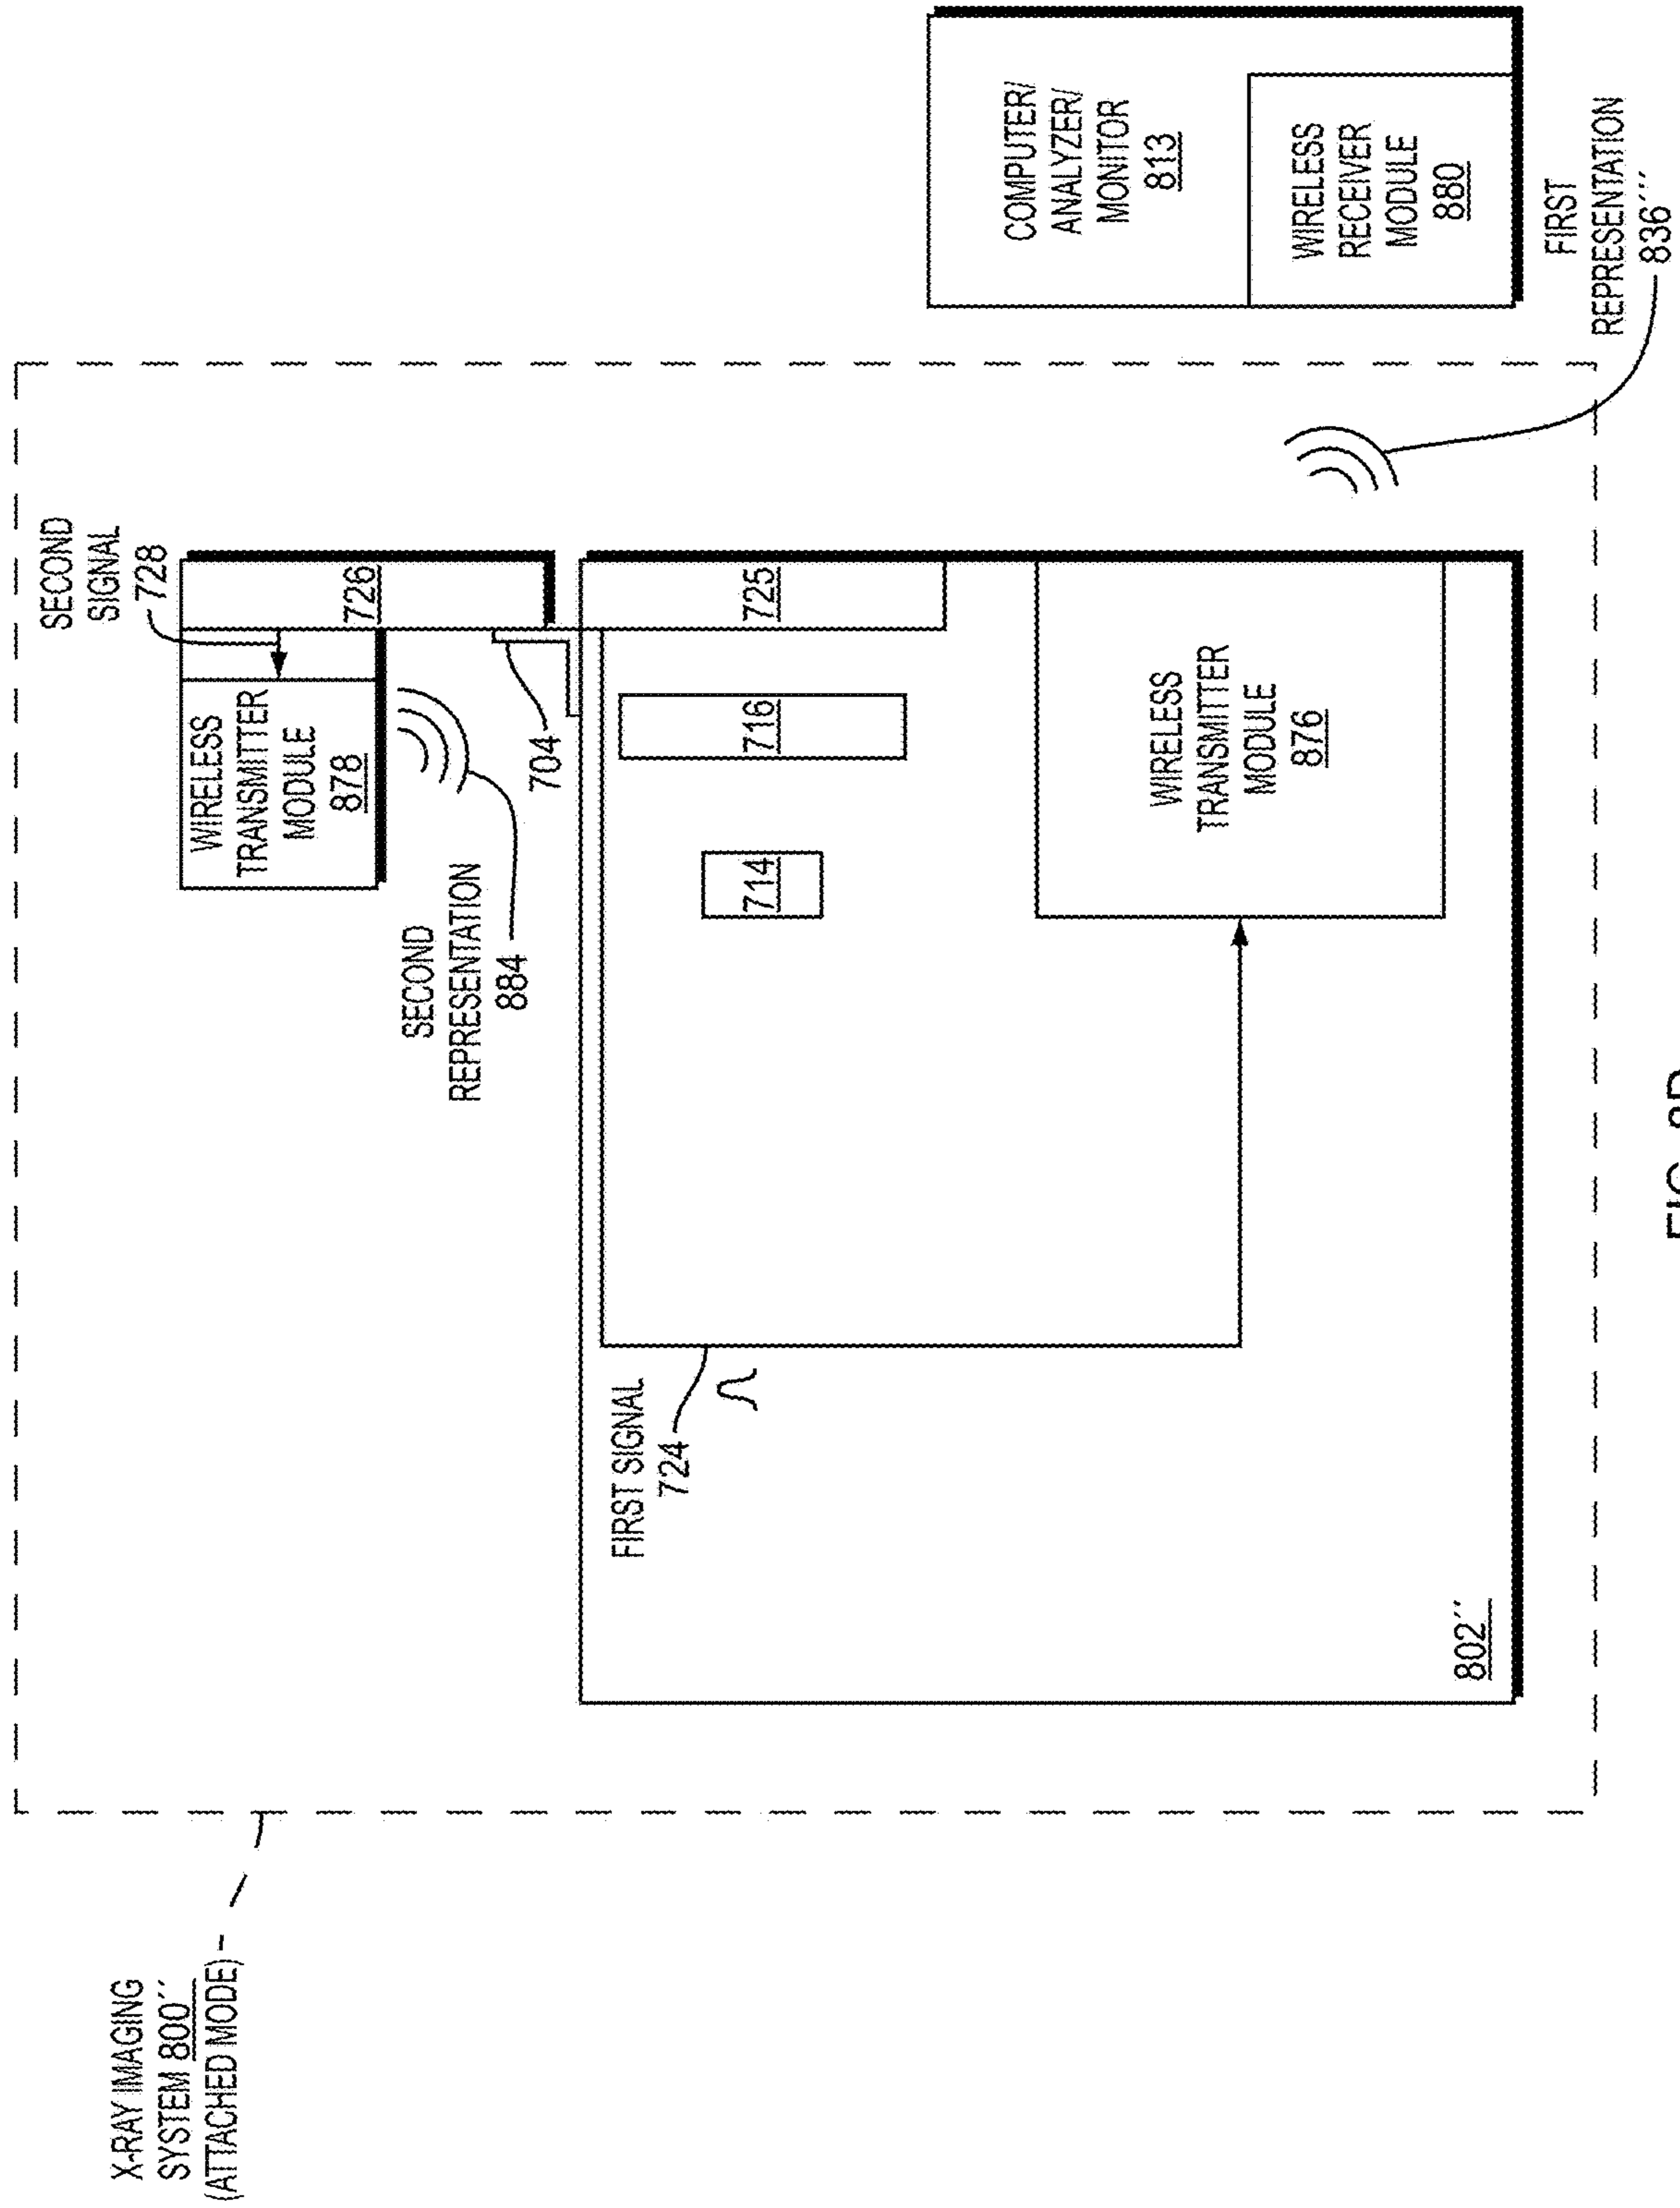 X-RAY IMAGING
SYSTEM 800´´
(ATTACHED MODE)
SECOND
SIGNAL
728
WIRELESS
TRANSMITTER
MODULE
878
726
SECOND
REPRESENTATION
884
704
FIRST SIGNAL
724
714
716
725
WIRELESS
TRANSMITTER
MODULE
876
802´´
COMPUTER/
ANALYZER/
MONITOR
813
WIRELESS
RECEIVER
MODULE
880
FIRST
REPRESENTATION
836´´´
FIG.